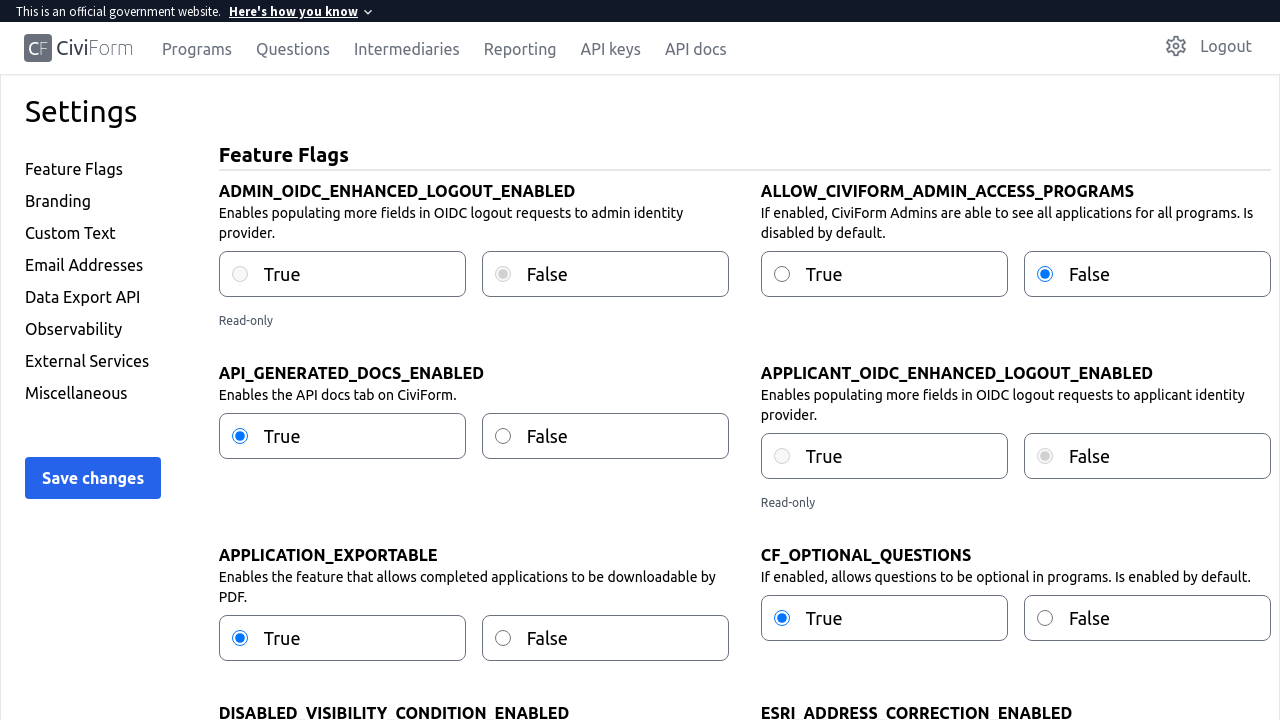 This is an official government website. Here's how you know
CF CiviForm Programs Questions Intermediaries Reporting API keys API docs Logout
Settings
Feature Flags
Branding
Custom Text
Email Addresses
Data Export API
Observability
External Services
Miscellaneous
Save changes
Feature Flags
ADMIN_OIDC_ENHANCED_LOGOUT_ENABLED
Enables populating more fields in OIDC logout requests to admin identity
provider.
True False
Read-only
ALLOW_CIVIFORM_ADMIN_ACCESS_PROGRAMS
If enabled, CiviForm Admins are able to see all applications for all programs. Is
disabled by default.
True False
API_GENERATED_DOCS_ENABLED
Enables the API docs tab on CiviForm.
True False
APPLICANT_OIDC_ENHANCED_LOGOUT_ENABLED
Enables populating more fields in OIDC logout requests to applicant identity
provider.
True False
Read-only
APPLICATION_EXPORTABLE
Enables the feature that allows completed applications to be downloadable by
PDF.
True False
CF_OPTIONAL_QUESTIONS
If enabled, allows questions to be optional in programs. Is enabled by default.
True False
DISABLED_VISIBILITY_CONDITION_ENABLED
ESRI_ADDRESS_CORRECTION_ENABLED